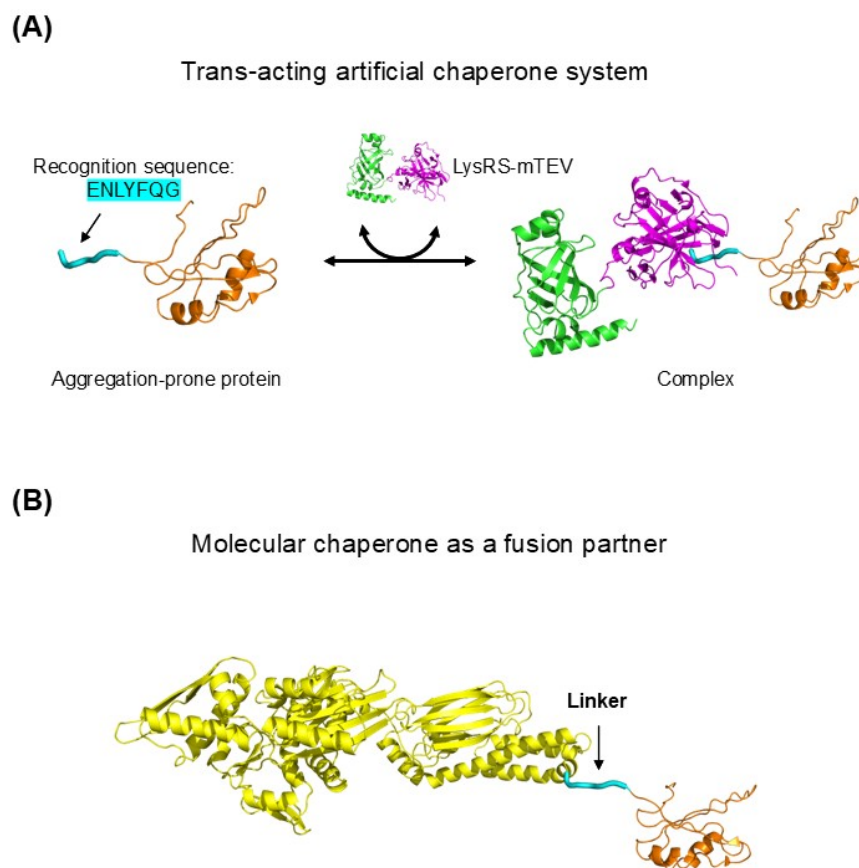 (A)
Trans-acting artificial chaperone system
Recognition sequence:
ENLYFQG
LysRS-mTEV
Aggregation-prone protein
Complex
(B)
Molecular chaperone as a fusion partner
Linker